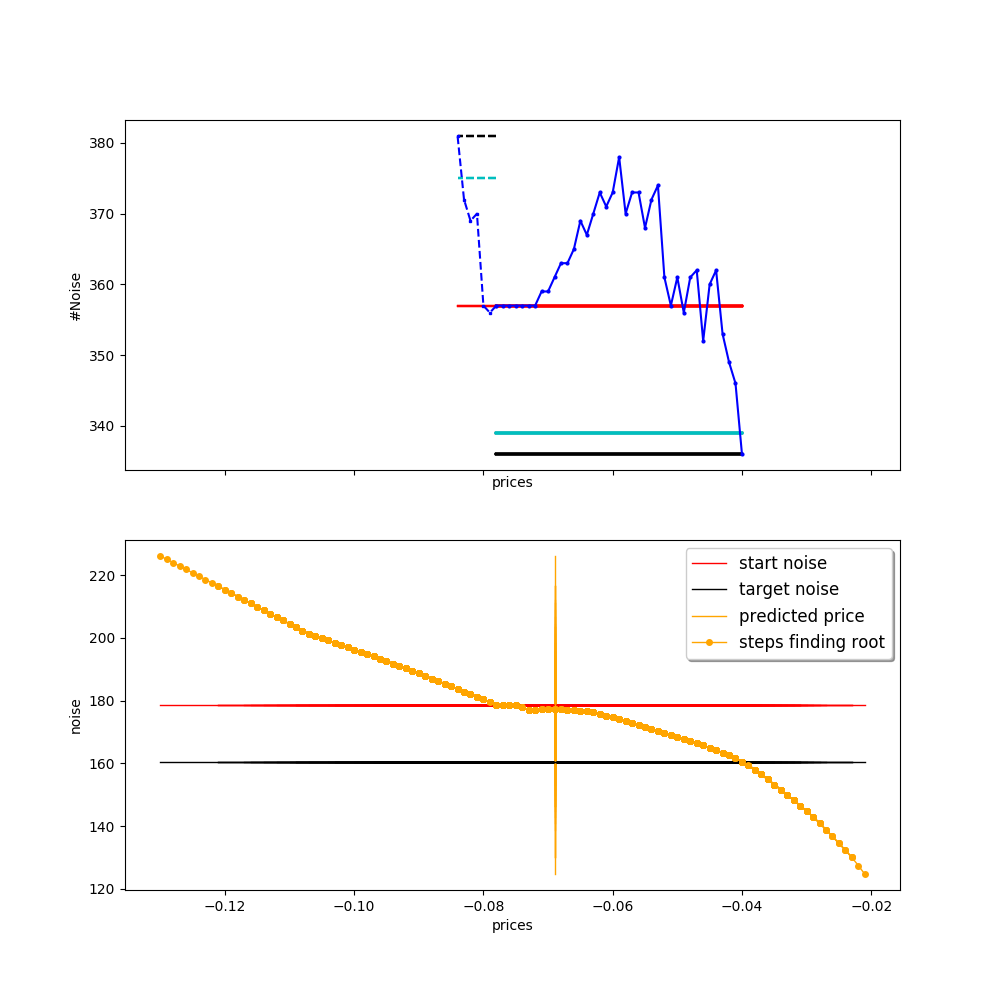 380
370
360
350
340
#Noise
prices
220
200
180
160
140
120
noise
start noise
target noise
predicted price
steps finding root
−0.12 −0.10 −0.08 −0.06 −0.04 −0.02
prices